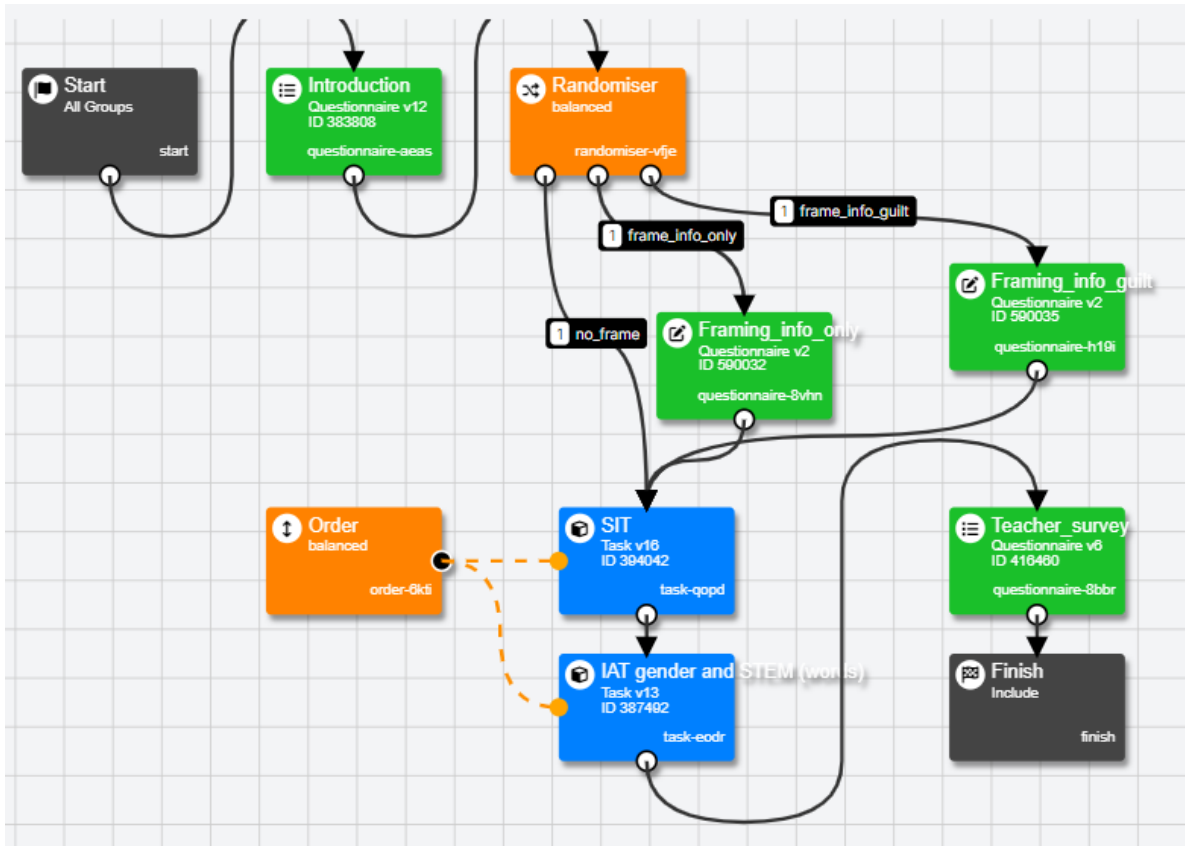 Start
All Groups
start
Introduction
Questionnaire v12
ID 383808
questionnaire-aeas
Randomiser
balanced
randomiser-vfje
1 frame_info_guilt
1 frame_info_only
1 no_frame
Framing_info_guilt
Questionnaire v2
ID 590035
questionnaire-h19i
Framing_info_only
Questionnaire v2
ID 590032
questionnaire-8vhn
Order
balanced
order-6kti
SIT
Task v16
ID 394042
task-qopd
Teacher_survey
Questionnaire v6
ID 416460
questionnaire-8bbr
IAT gender and STEM (words)
Task v13
ID 387492
task-eodr
Finish
Include
finish